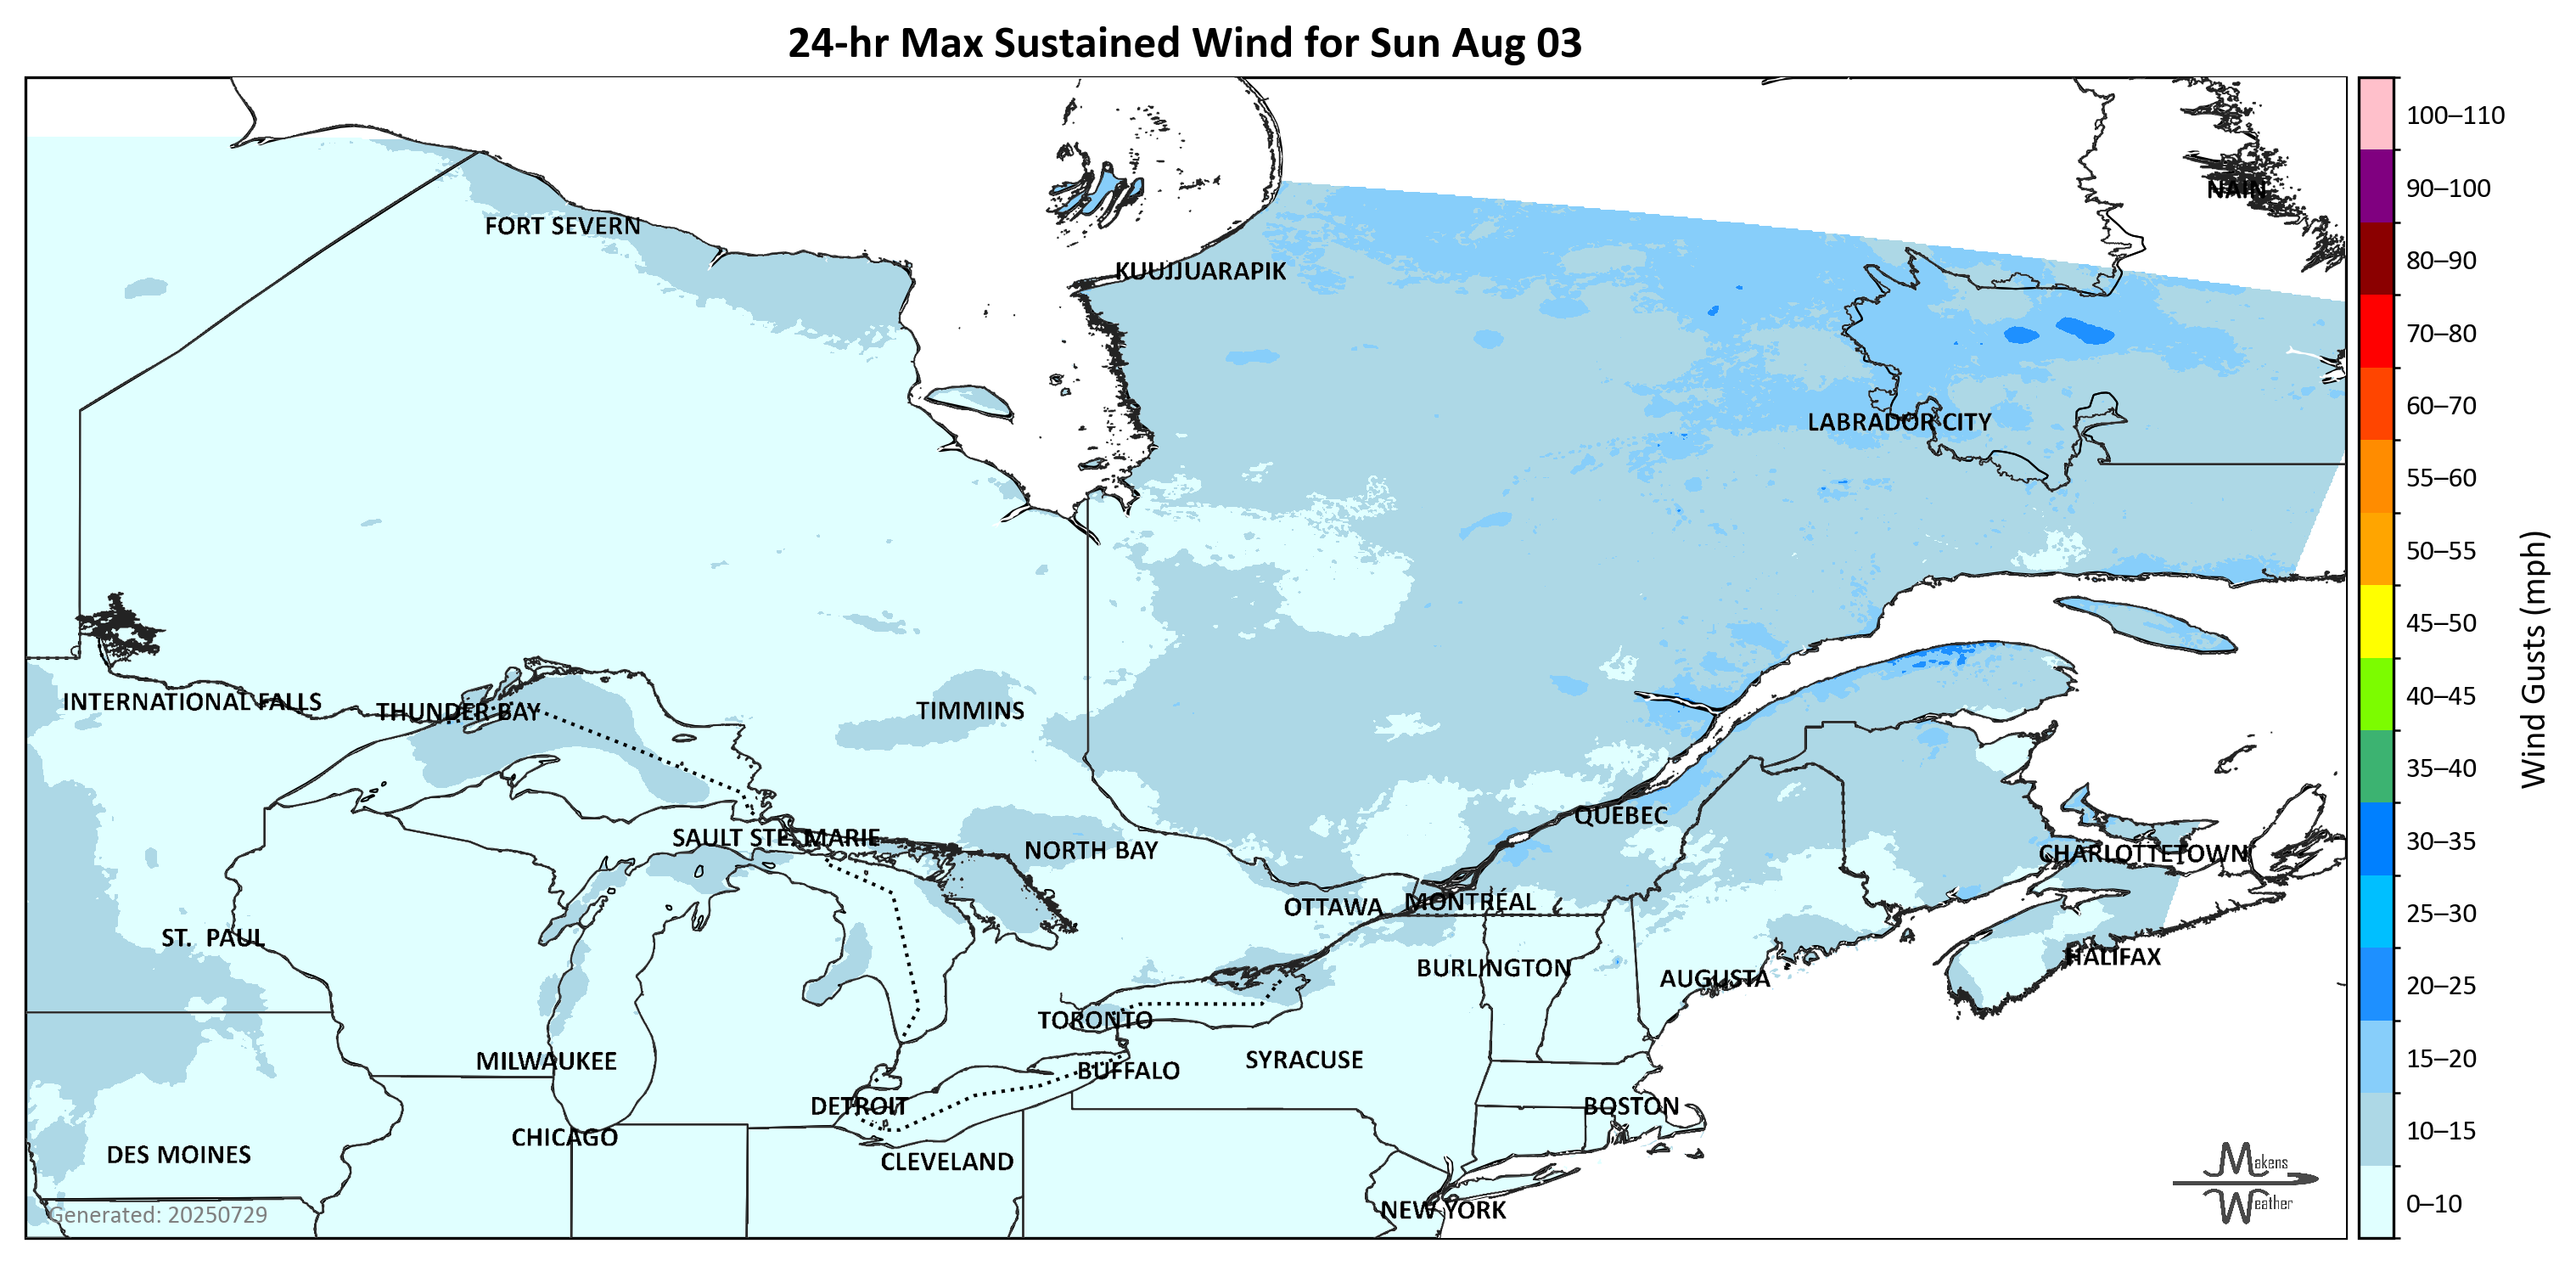 24-hr Max Sustained Wind for Sun Aug 03
100–110
90–100
NAIN
FORT SEVERN
80–90
KUUJJUARAPIK
70–80
60–70
LABRADOR CITY
55–60
50–55
45–50
Wind Gusts (mph)
INTERNATIONAL FALLS
THUNDER BAY
TIMMINS
40–45
35–40
QUEBEC
SAULT STE. MARIE
NORTH BAY
CHARLOTTETOWN
30–35
OTTAWA
MONTRÉAL
25–30
ST. PAUL
HALIFAX
BURLINGTON
AUGUSTA
20–25
TORONTO
MILWAUKEE
SYRACUSE
15–20
BUFFALO
DETROIT
BOSTON
CHICAGO
10–15
DES MOINES
CLEVELAND
Makens
Weather
NEW YORK
0–10
Generated: 20250729